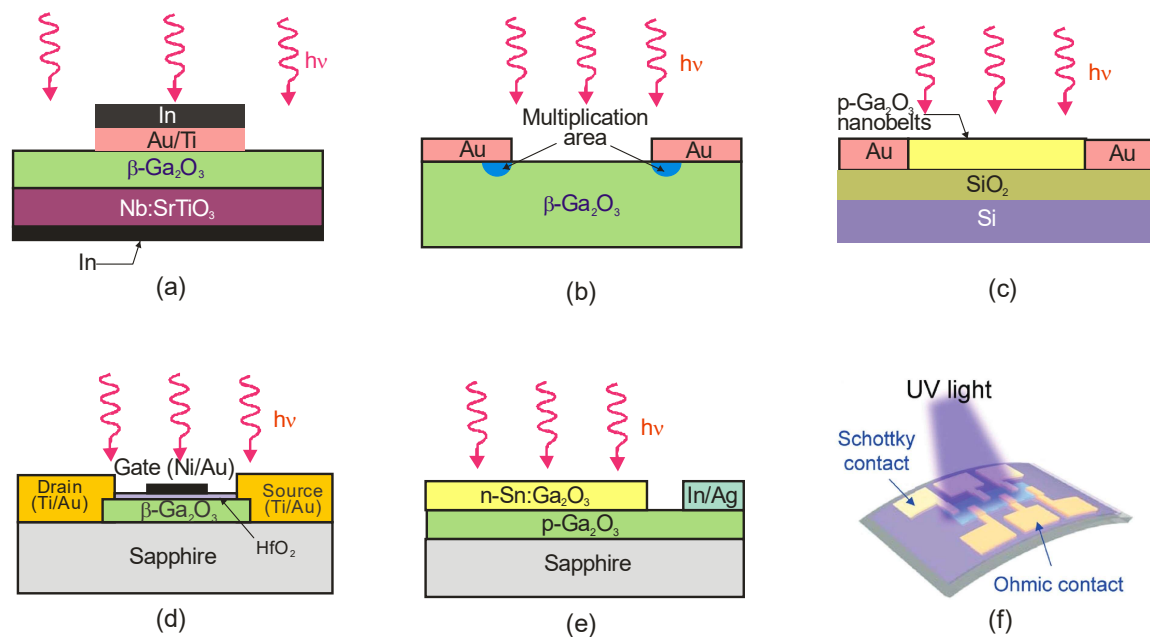 hν
In
Au/Ti
β-Ga₂O₃
Nb:SrTiO₃
In
(a)
hν
Multiplication
area
Au
Au
β-Ga₂O₃
(b)
hν
p-Ga₂O₃
nanobelts
Au
Au
SiO₂
Si
(c)
hν
Gate (Ni/Au)
Drain
(Ti/Au)
Source
(Ti/Au)
β-Ga₂O₃
HfO₂
Sapphire
(d)
hν
n-Sn:Ga₂O₃
In/Ag
p-Ga₂O₃
Sapphire
(e)
UV light
Schottky
contact
Ohmic contact
(f)